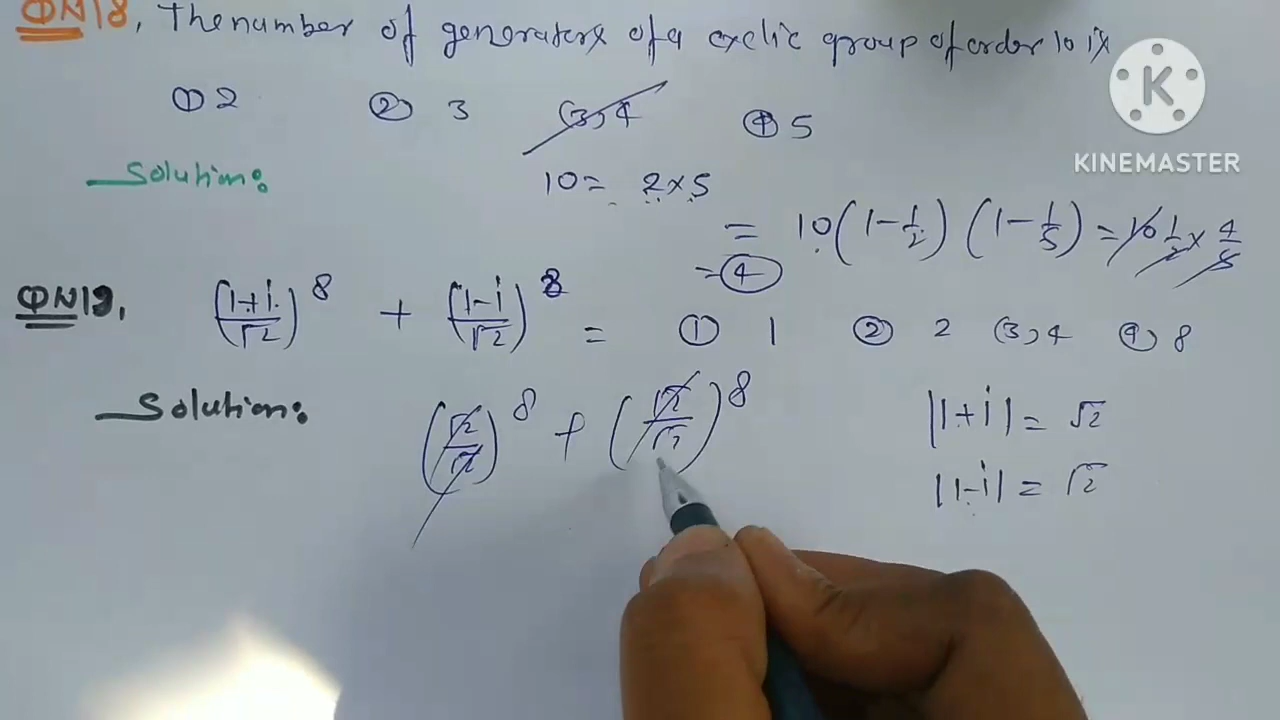 QN18, The number of generators of a cyclic group of order 10 is
① 2 ② 3 (3) 4 ④ 5
Solution:
10 = 2×5
= 10(1-1/2)(1-1/5) = 10 1/2 × 4/5
= 4
QN19, ((1+i)/√2)^8 + ((1-i)/√2)^8 = ① 1 ② 2 (3) 4 ④ 8
Solution:
(√2/√2)^8 + (√2/√2)^8
|1+i| = √2
|1-i| = √2
K
KINEMASTER